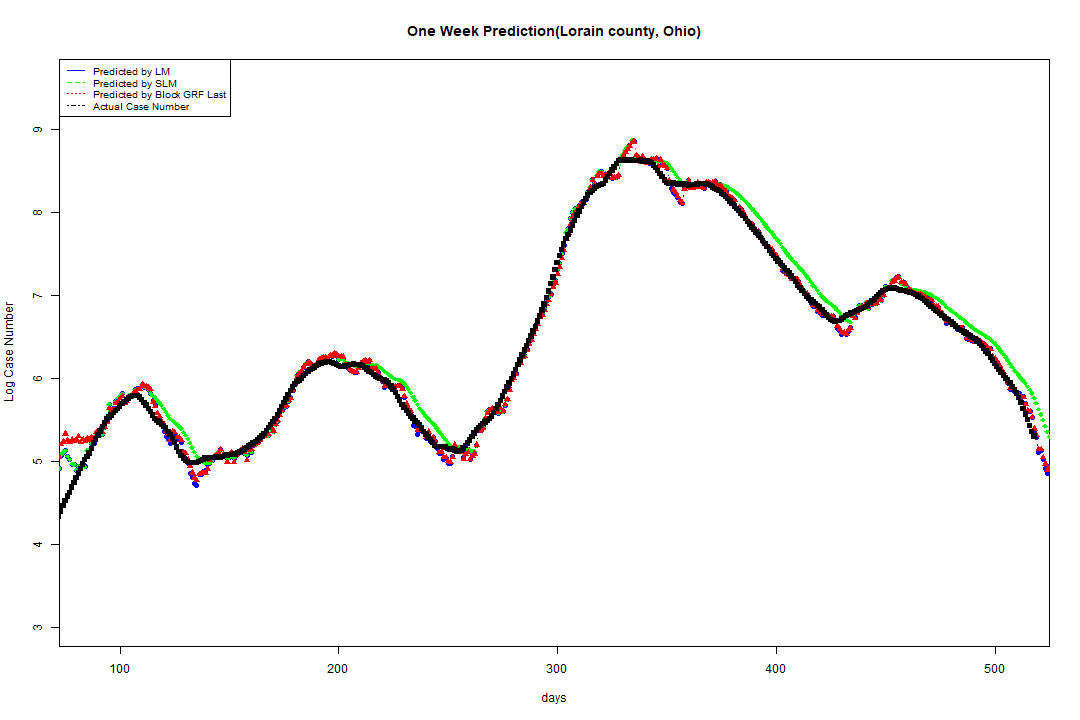 One Week Prediction(Lorain county, Ohio)
Predicted by LM
Predicted by SLM
Predicted by Block GRF Last
Actual Case Number
9
8
7
6
5
4
3
Log Case Number
100 200 300 400 500
days